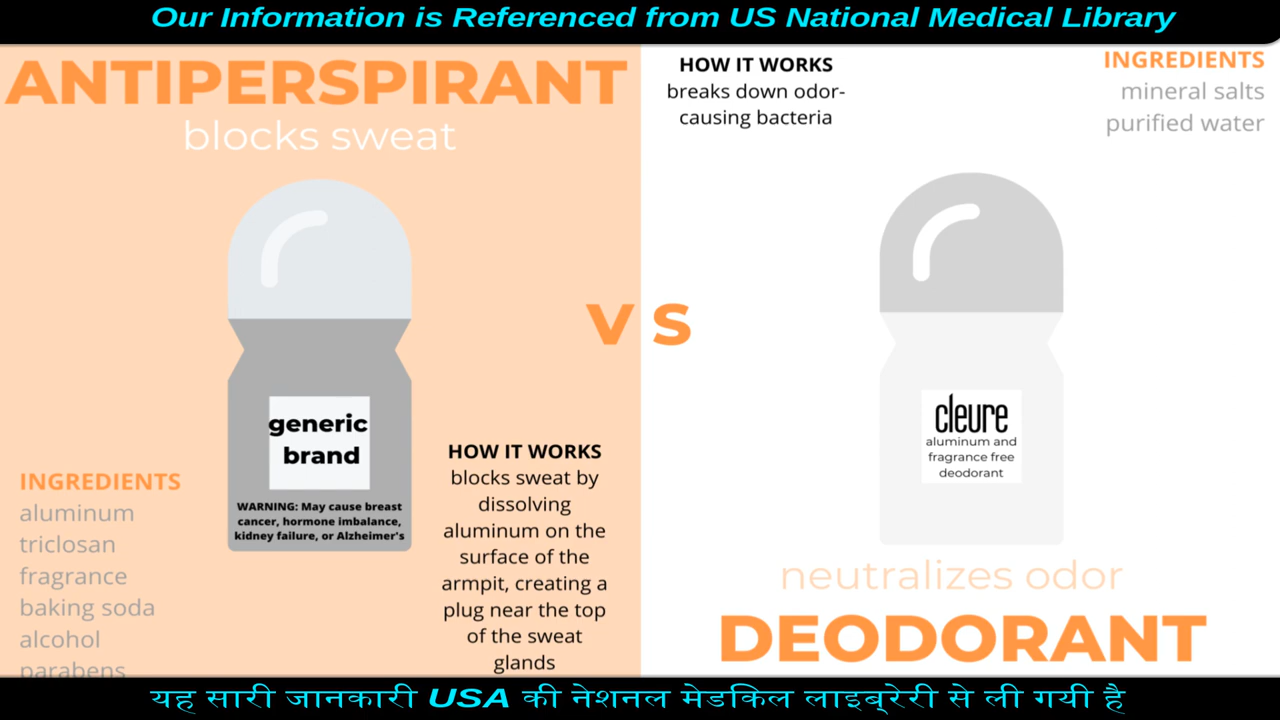 Our Information is Referenced from US National Medical Library
ANTIPERSPIRANT
blocks sweat
generic
brand
WARNING: May cause breast
cancer, hormone imbalance,
kidney failure, or Alzheimer's
INGREDIENTS
aluminum
triclosan
fragrance
baking soda
alcohol
parabens
HOW IT WORKS
blocks sweat by
dissolving
aluminum on the
surface of the
armpit, creating a
plug near the top
of the sweat
glands
VS
HOW IT WORKS
breaks down odor-
causing bacteria
INGREDIENTS
mineral salts
purified water
cleure
aluminum and
fragrance free
deodorant
neutralizes odor
DEODORANT
यह सारी जानकारी USA की नेशनल मेडकिल लाइब्रेरी से ली गयी है